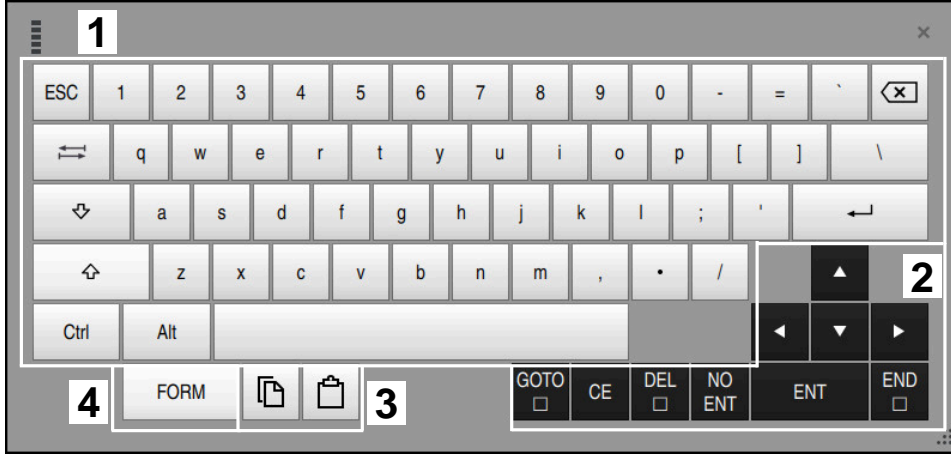 1 ×
ESC 1 2 3 4 5 6 7 8 9 0 - = `
q w e r t y u i o p [ ] \
a s d f g h j k l ; '
z x c v b n m , • / 2
Ctrl Alt
4 FORM 3 GOTO CE DEL NO ENT ENT END